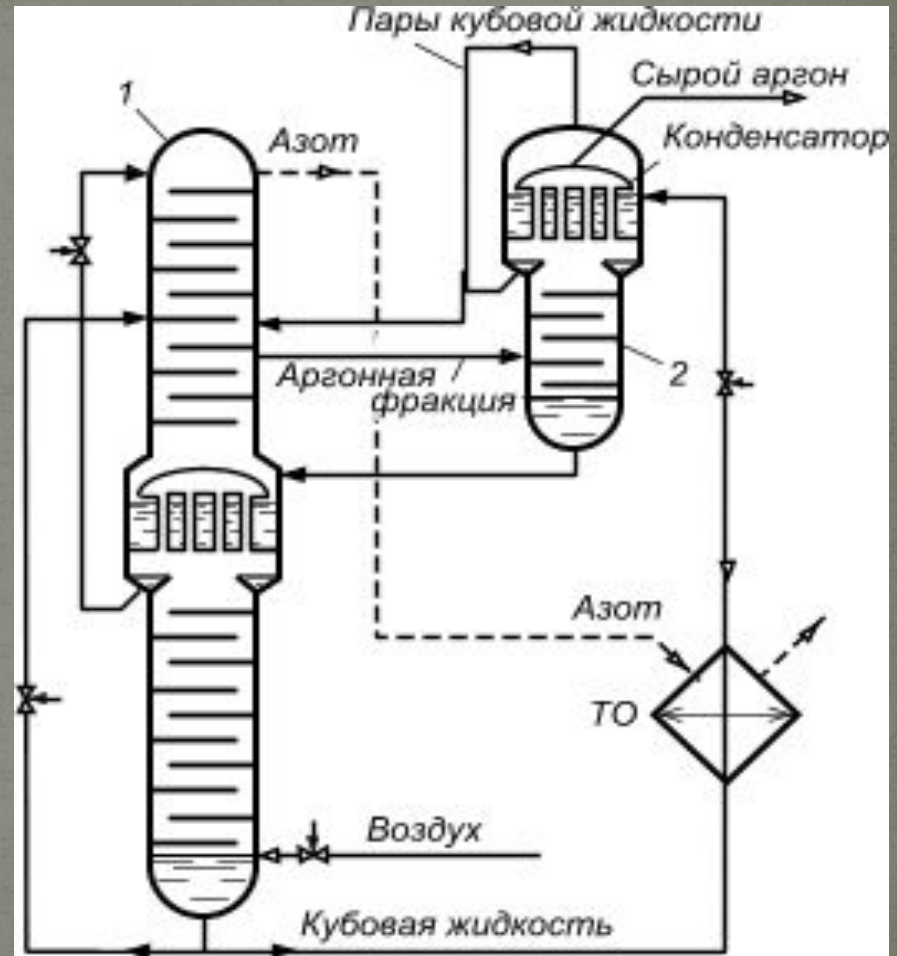 Пары кубовой жидкости
Сырой аргон
1
Азот
Конденсатор
Аргонная
фракция
2
Азот
ТО
Воздух
Кубовая жидкость